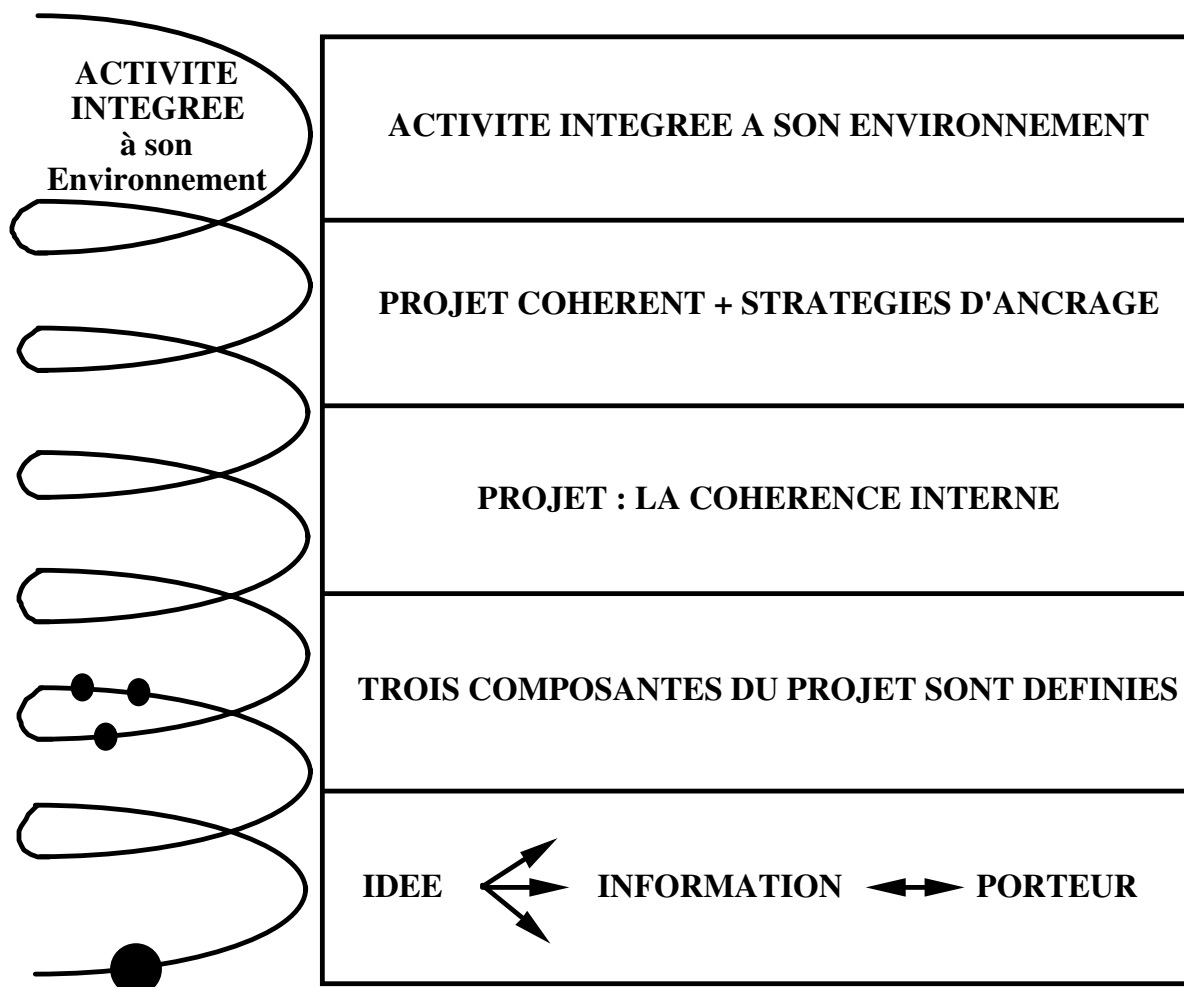 ACTIVITE
INTEGREE
à son
Environnement
ACTIVITE INTEGREE A SON ENVIRONNEMENT
PROJET COHERENT + STRATEGIES D'ANCRAGE
PROJET : LA COHERENCE INTERNE
TROIS COMPOSANTES DU PROJET SONT DEFINIES
IDEE INFORMATION PORTEUR